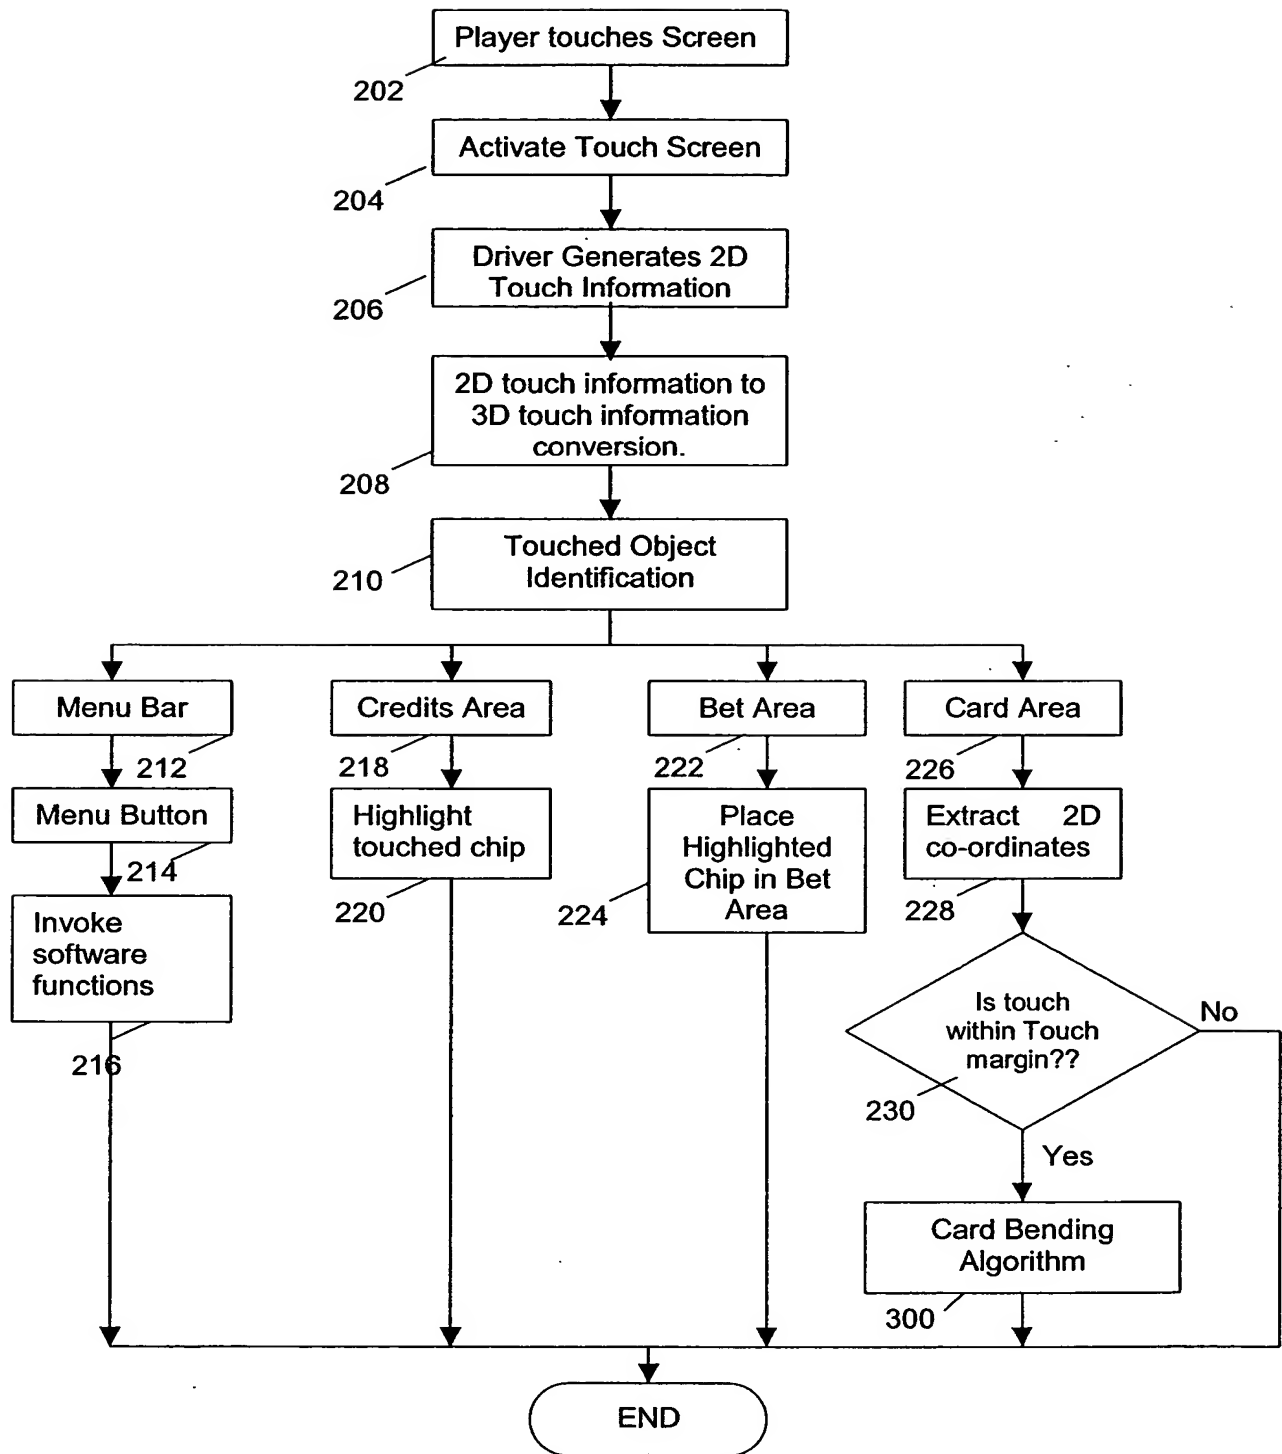 Player touches Screen
202
Activate Touch Screen
204
Driver Generates 2D
Touch Information
206
2D touch information to
3D touch information
conversion.
208
Touched Object
Identification
210
Menu Bar
212
Menu Button
214
Invoke
software
functions
216
Credits Area
218
Highlight
touched chip
220
Bet Area
222
Place
Highlighted
Chip in Bet
Area
224
Card Area
226
Extract 2D
co-ordinates
228
Is touch
within Touch
margin??
230
No
Yes
Card Bending
Algorithm
300
END